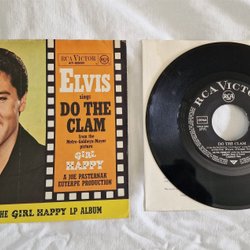 RCA VICTOR
ELVIS
sings
DO THE
CLAM
from the
Metro-Goldwyn-Mayer
picture
GIRL
HAPPY
A JOE PASTERNAK
EUTERPE PRODUCTION
HE GIRL HAPPY LP ALBUM
RCA VICTOR
DO THE CLAM